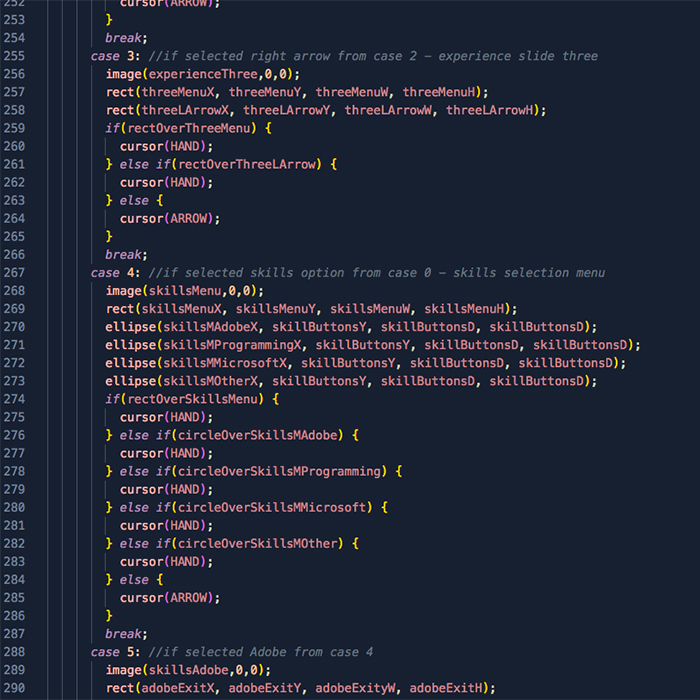 252 cursor(ARROW);
253 }
254 break;
255 case 3: //if selected right arrow from case 2 – experience slide three
256 image(experienceThree,0,0);
257 rect(threeMenuX, threeMenuY, threeMenuW, threeMenuH);
258 rect(threeLArrowX, threeLArrowY, threeLArrowW, threeLArrowH);
259 if(rectOverThreeMenu) {
260 cursor(HAND);
261 } else if(rectOverThreeLArrow) {
262 cursor(HAND);
263 } else {
264 cursor(ARROW);
265 }
266 break;
267 case 4: //if selected skills option from case 0 – skills selection menu
268 image(skillsMenu,0,0);
269 rect(skillsMenuX, skillsMenuY, skillsMenuW, skillsMenuH);
270 ellipse(skillsMAdobeX, skillButtonsY, skillButtonsD, skillButtonsD);
271 ellipse(skillsMProgrammingX, skillButtonsY, skillButtonsD, skillButtonsD);
272 ellipse(skillsMMicrosoftX, skillButtonsY, skillButtonsD, skillButtonsD);
273 ellipse(skillsMOtherX, skillButtonsY, skillButtonsD, skillButtonsD);
274 if(rectOverSkillsMenu) {
275 cursor(HAND);
276 } else if(circleOverSkillsMAdobe) {
277 cursor(HAND);
278 } else if(circleOverSkillsMProgramming) {
279 cursor(HAND);
280 } else if(circleOverSkillsMMicrosoft) {
281 cursor(HAND);
282 } else if(circleOverSkillsMOther) {
283 cursor(HAND);
284 } else {
285 cursor(ARROW);
286 }
287 break;
288 case 5: //if selected Adobe from case 4
289 image(skillsAdobe,0,0);
290 rect(adobeExitX, adobeExitY, adobeExityW, adobeExitH);